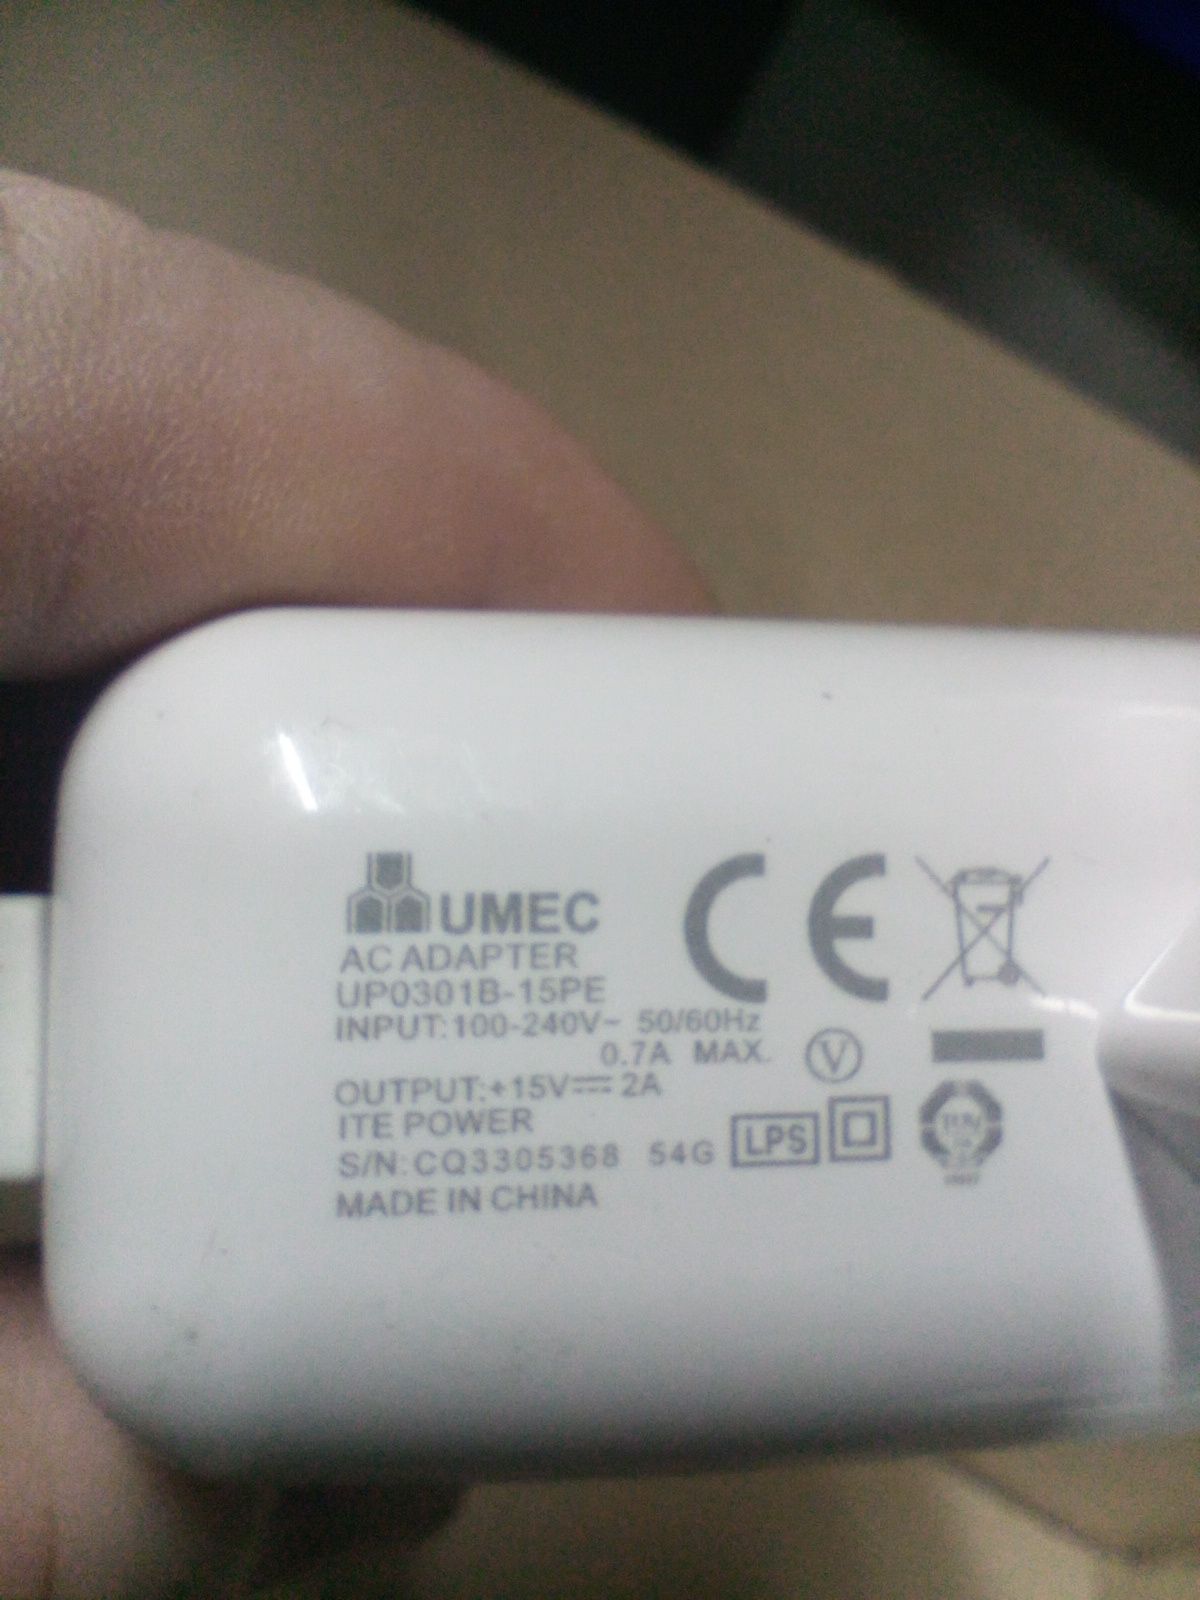 UMEC
CE
AC ADAPTER
UP0301B-15PE
INPUT:100-240V~ 50/60Hz
0.7A MAX.
V
OUTPUT:+15V⎓2A
ITE POWER
LPS
S/N:CQ3305368 54G
MADE IN CHINA